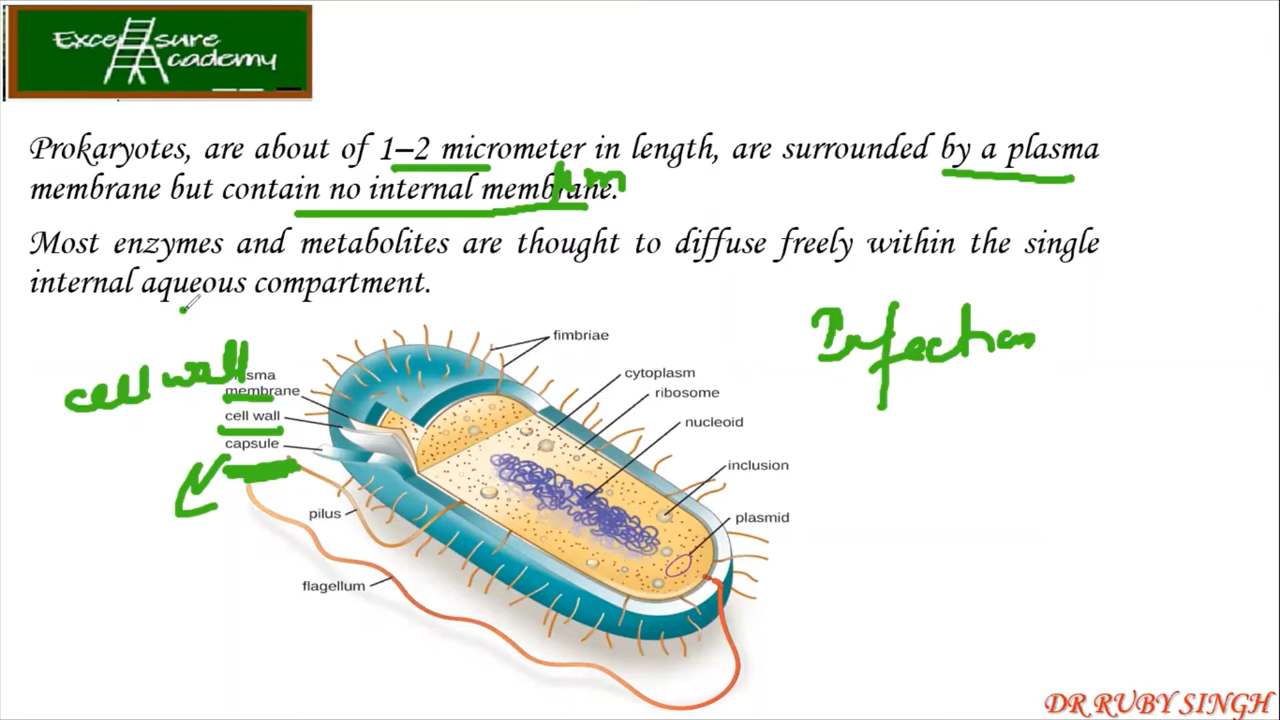 Excel sure
Academy
Prokaryotes, are about of 1–2 micrometer in length, are surrounded by a plasma
membrane but contain no internal membrane.
μm
Most enzymes and metabolites are thought to diffuse freely within the single
internal aqueous compartment.
Infection
fimbriae
cell wall
plasma
membrane
cell wall
capsule
cytoplasm
ribosome
nucleoid
inclusion
plasmid
pilus
flagellum
DR RUBY SINGH